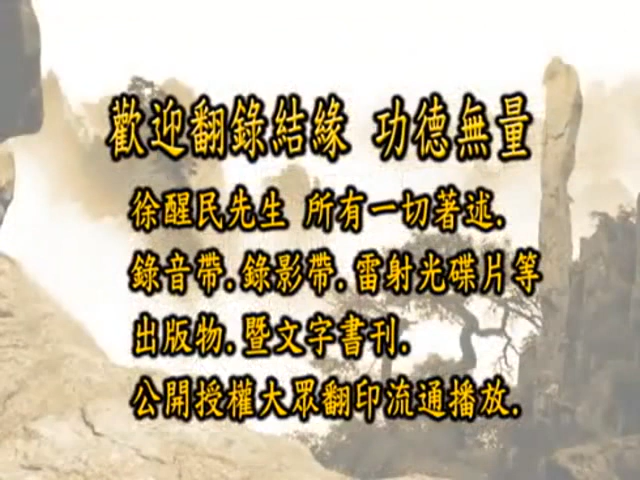 歡迎翻錄結緣 功德無量
徐醒民先生 所有一切著述.
錄音帶.錄影帶.雷射光碟片等
出版物.暨文字書刊.
公開授權大眾翻印流通播放.